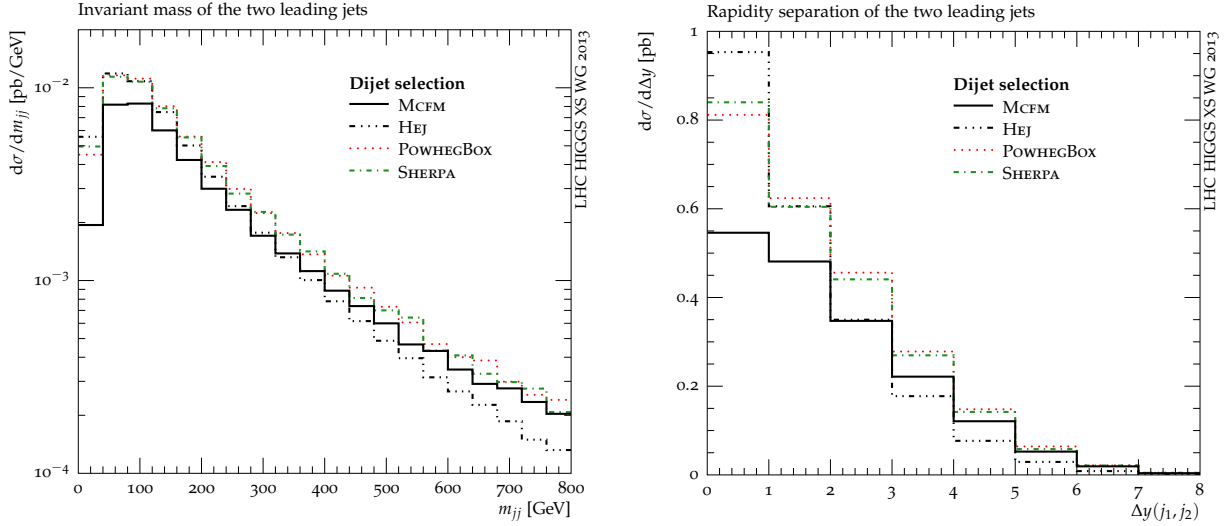 Invariant mass of the two leading jets
dσ/dm_jj [pb/GeV]
10⁻²
10⁻³
10⁻⁴
Dijet selection
MCFM
HEJ
POWHEGBOX
SHERPA
LHC HIGGS XS WG 2013
0 100 200 300 400 500 600 700 800
m_jj [GeV]
Rapidity separation of the two leading jets
dσ/dΔy [pb]
1
0.8
0.6
0.4
0.2
0
Dijet selection
MCFM
HEJ
POWHEGBOX
SHERPA
LHC HIGGS XS WG 2013
0 1 2 3 4 5 6 7 8
Δy(j₁, j₂)